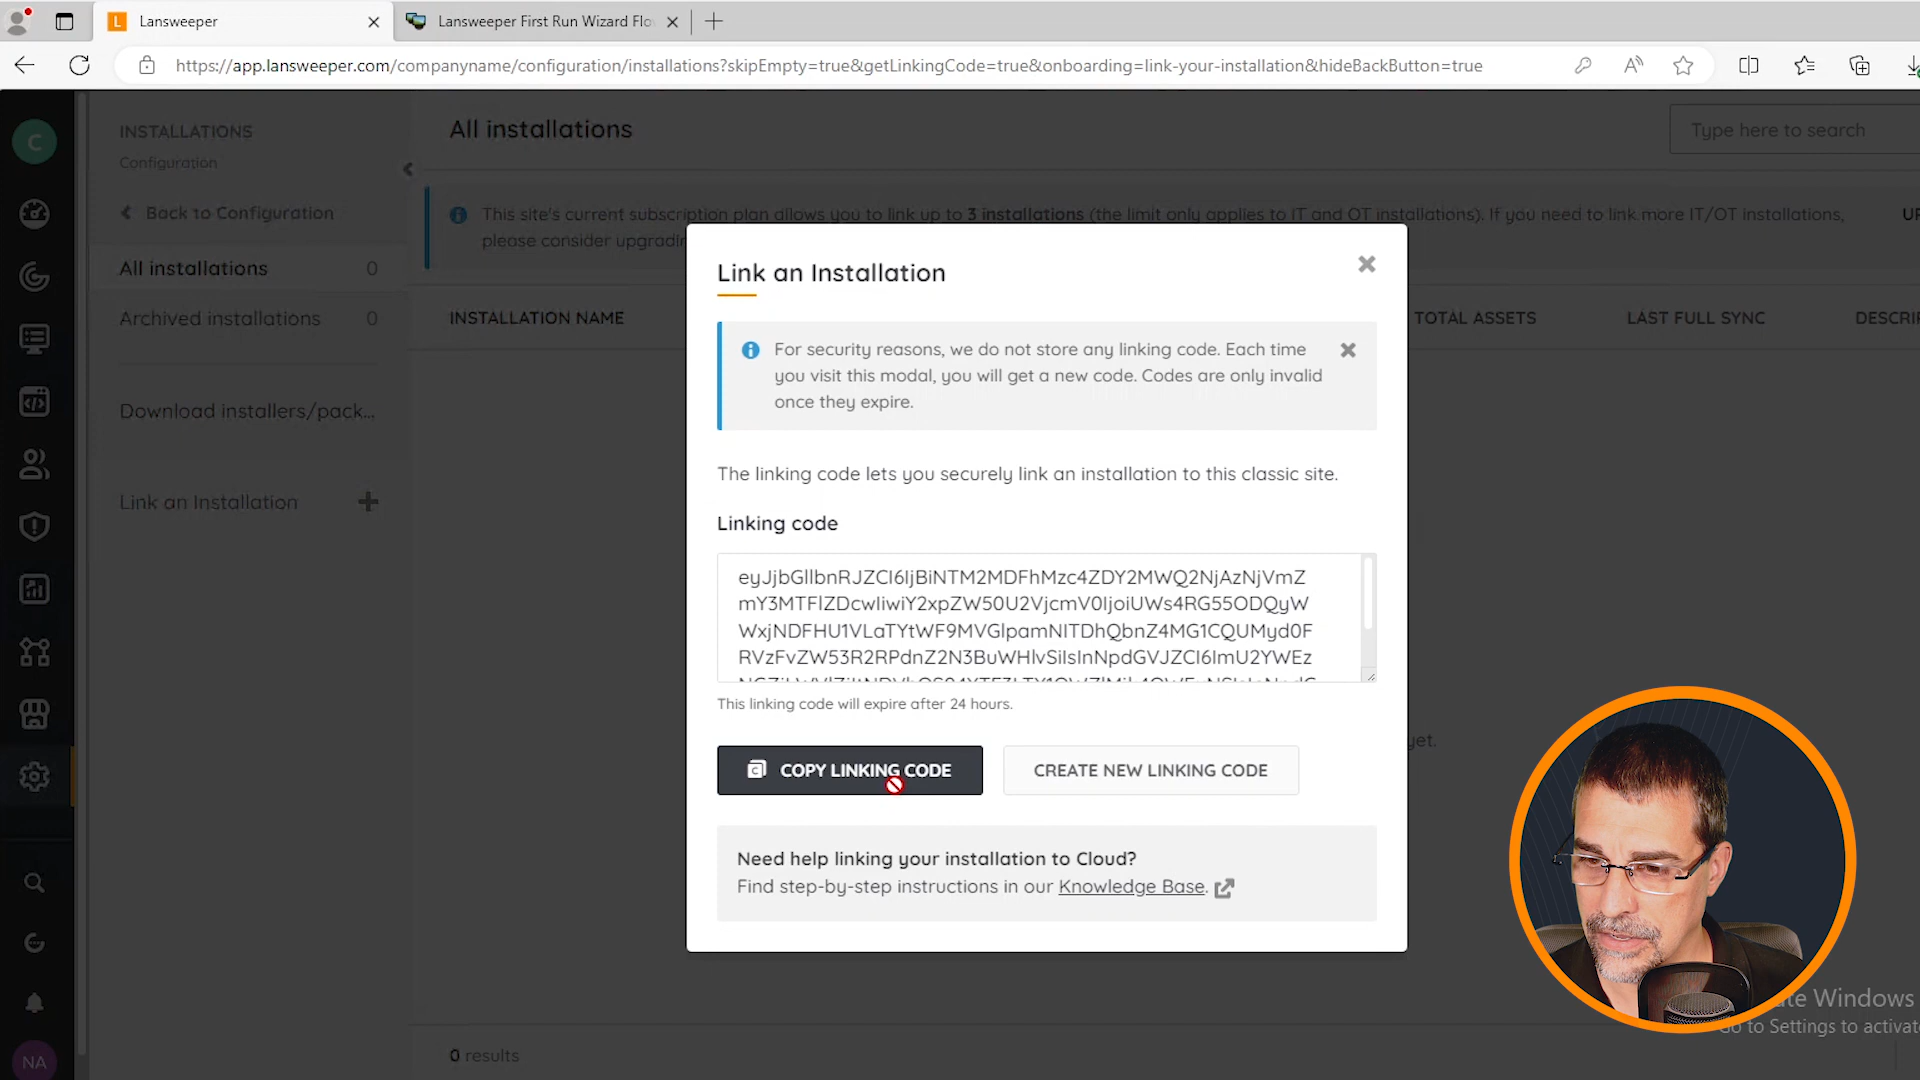 Lansweeper
Lansweeper First Run Wizard Flo
https://app.lansweeper.com/companyname/configuration/installations?skipEmpty=true&getLinkingCode=true&onboarding=link-your-installation&hideBackButton=true
C
INSTALLATIONS
Configuration
Back to Configuration
All installations 0
Archived installations 0
Download installers/pack...
Link an Installation
NA
All installations
Type here to search
This site's current subscription plan allows you to link up to 3 installations (the limit only applies to IT and OT installations). If you need to link more IT/OT installations,
please consider upgradin
INSTALLATION NAME TOTAL ASSETS LAST FULL SYNC DESCRI
Link an Installation
For security reasons, we do not store any linking code. Each time
you visit this modal, you will get a new code. Codes are only invalid
once they expire.
The linking code lets you securely link an installation to this classic site.
Linking code
This linking code will expire after 24 hours.
COPY LINKING CODE
CREATE NEW LINKING CODE
Need help linking your installation to Cloud?
Find step-by-step instructions in our Knowledge Base.
yet.
0 results
Windows
to Settings to activat